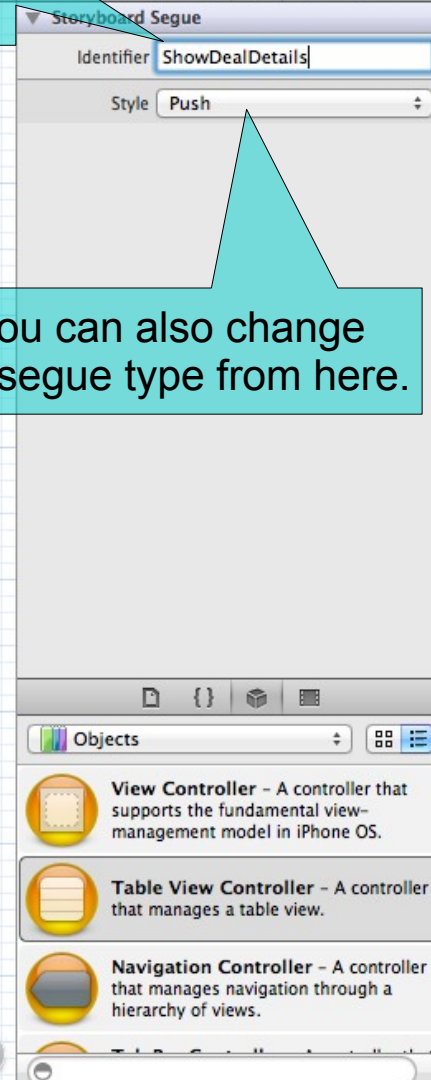 Storyboard Segue
Identifier ShowDealDetails
Style Push
ou can also change
segue type from here.
Objects
View Controller – A controller that
supports the fundamental view-
management model in iPhone OS.
Table View Controller – A controller
that manages a table view.
Navigation Controller – A controller
that manages navigation through a
hierarchy of views.